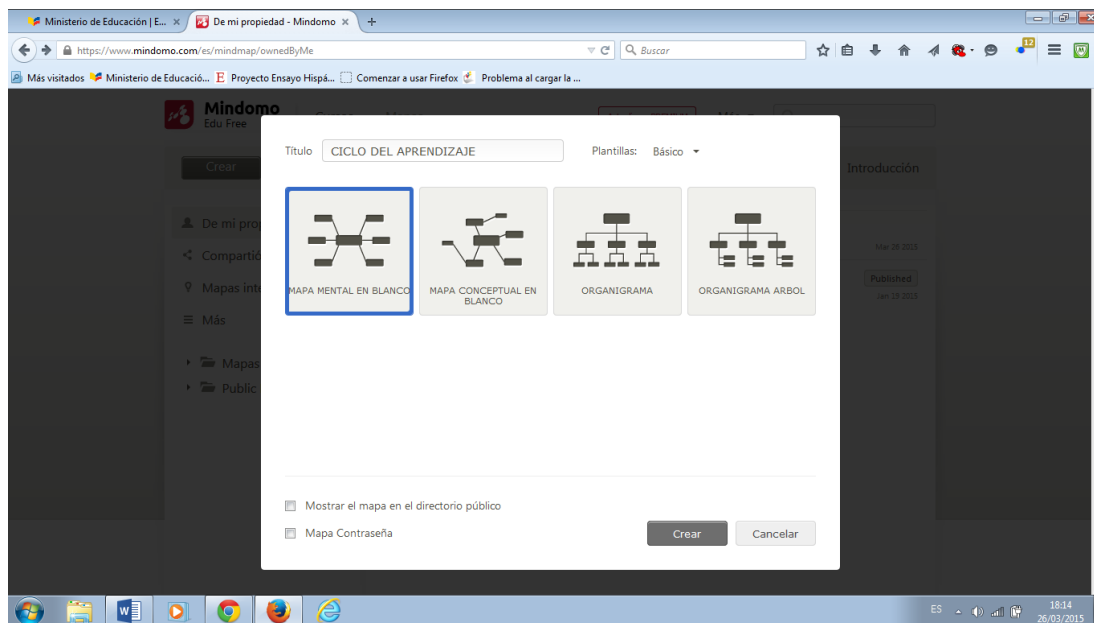 Ministerio de Educación | E...
De mi propiedad - Mindomo
https://www.mindomo.com/es/mindmap/ownedByMe
Buscar
12
Más visitados
Ministerio de Educació...
Proyecto Ensayo Hispá...
Comenzar a usar Firefox
Problema al cargar la ...
Mindomo
Edu Free
Crear
Introducción
De mi prop
Compartid
Mapas inte
Más
Mapas
Public
Mar 26 2015
Published
Jan 19 2015
Título CICLO DEL APRENDIZAJE Plantillas: Básico
MAPA MENTAL EN BLANCO
MAPA CONCEPTUAL EN
BLANCO
ORGANIGRAMA
ORGANIGRAMA ARBOL
Mostrar el mapa en el directorio público
Mapa Contraseña
Crear Cancelar
ES
18:14
26/03/2015